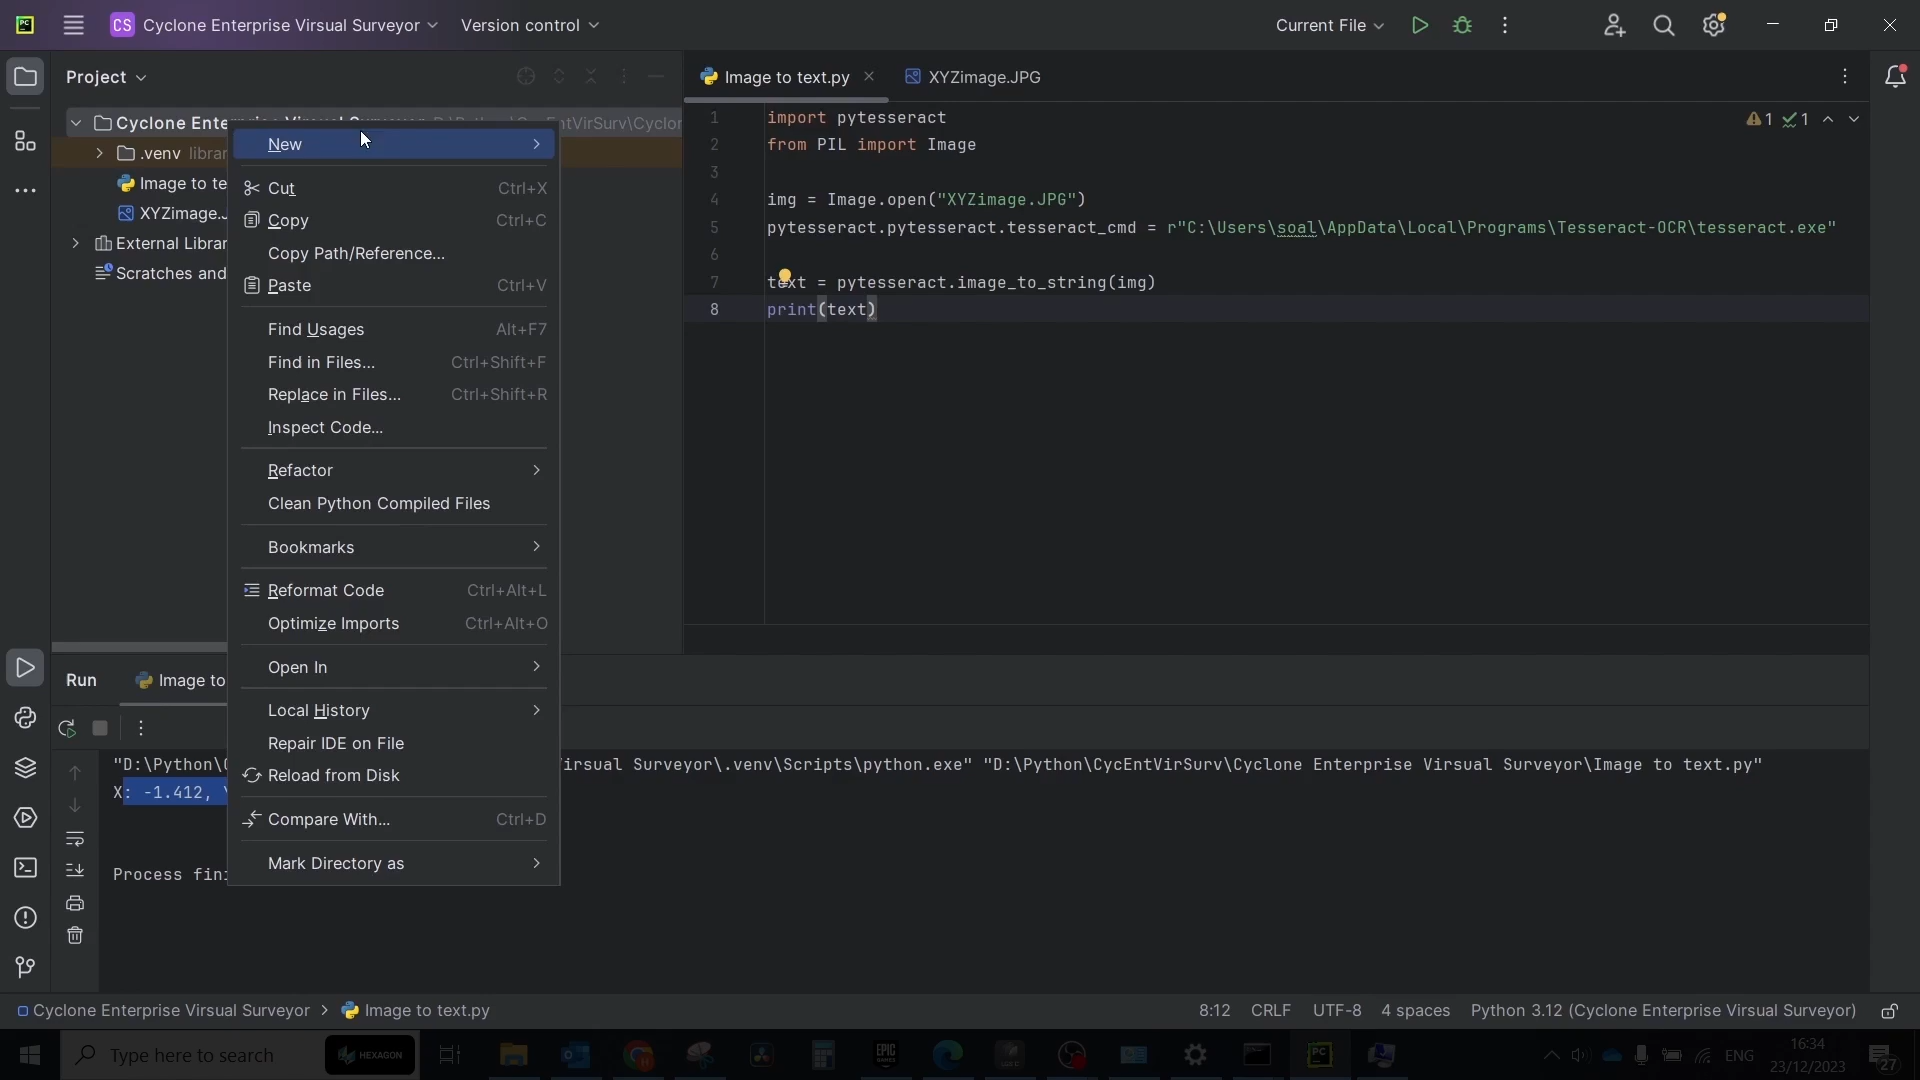 PC
CS Cyclone Enterprise Virsual Surveyor
Version control
Current File
Project
Image to text.py
XYZimage.JPG
1
1
Cyclone Ente
.venv librar
Image to te
XYZimage.J
External Librar
Scratches and
New
Cut Ctrl+X
Copy Ctrl+C
Copy Path/Reference...
Paste Ctrl+V
Find Usages Alt+F7
Find in Files... Ctrl+Shift+F
Replace in Files... Ctrl+Shift+R
Inspect Code...
Refactor
Clean Python Compiled Files
Bookmarks
Reformat Code Ctrl+Alt+L
Optimize Imports Ctrl+Alt+O
Open In
Local History
Repair IDE on File
Reload from Disk
Compare With... Ctrl+D
Mark Directory as
1 import pytesseract
2 from PIL import Image
3
4 img = Image.open("XYZimage.JPG")
5 pytesseract.pytesseract.tesseract_cmd = r"C:\Users\soal\AppData\Local\Programs\Tesseract-OCR\tesseract.exe"
6
7 text = pytesseract.image_to_string(img)
8 print(text)
Run
Image to
"D:\Python\ irsual Surveyor\.venv\Scripts\python.exe" "D:\Python\CycEntVirSurv\Cyclone Enterprise Virsual Surveyor\Image to text.py"
X: -1.412,
Process fin
Cyclone Enterprise Virsual Surveyor > Image to text.py
8:12 CRLF UTF-8 4 spaces Python 3.12 (Cyclone Enterprise Virsual Surveyor)
Type here to search
HEXAGON
EPIC
PC
ENG
16:34
23/12/2023
27